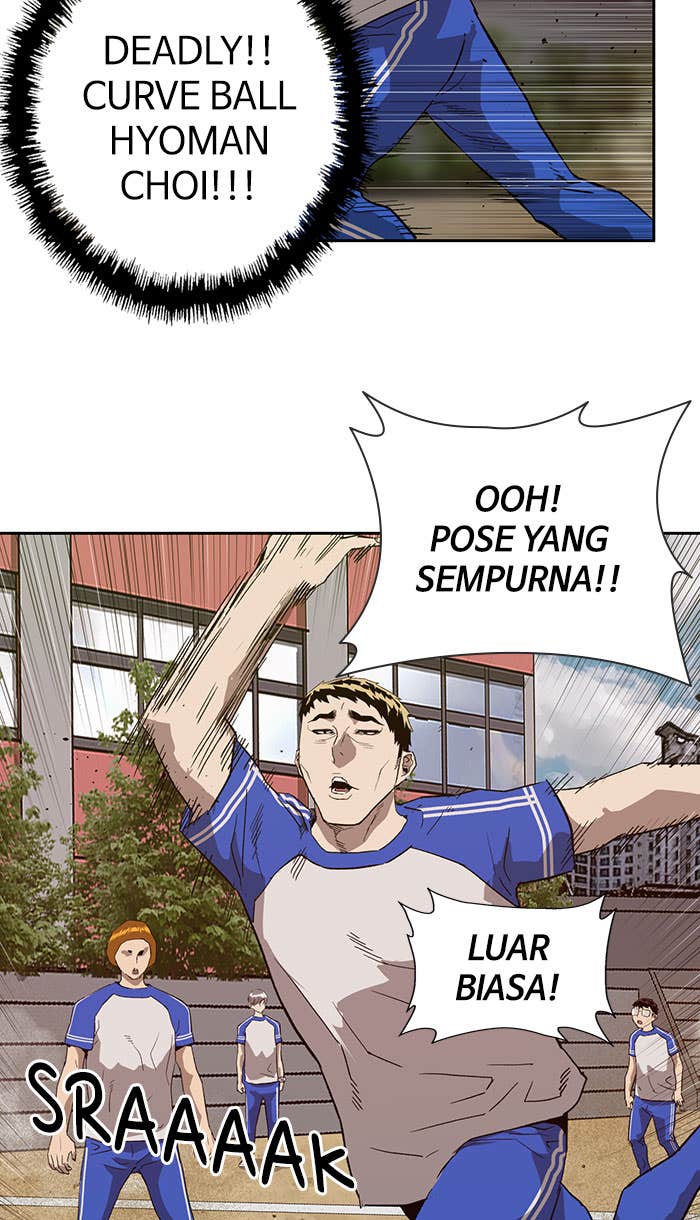 DEADLY!!
CURVE BALL
HYOMAN
CHOI!!!
OOH!
POSE YANG
SEMPURNA!!
LUAR
BIASA!
SRAAAAK